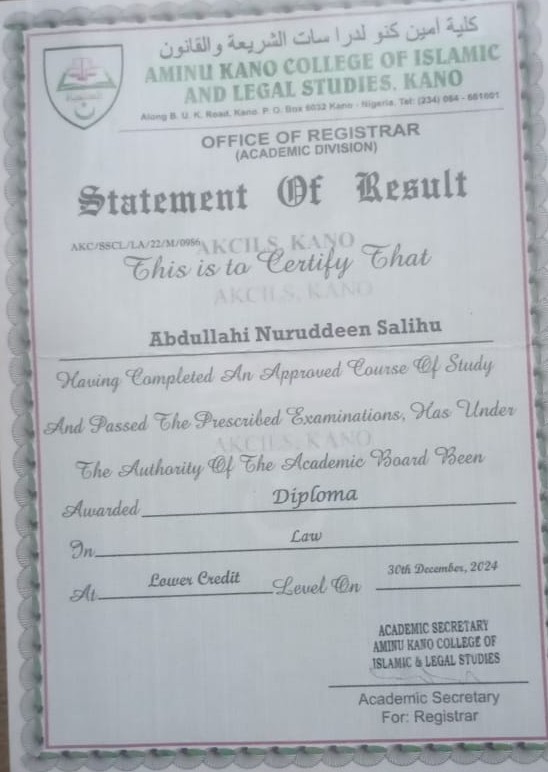 كلية امين كنو لدراسات الشريعة والقانون
AMINU KANO COLLEGE OF ISLAMIC
AND LEGAL STUDIES, KANO
Along B. U. K. Road, Kano. P. O. Box 6032 Kano - Nigeria, Tel: (234) 064 - 661001
OFFICE OF REGISTRAR
(ACADEMIC DIVISION)
Statement Of Result
AKC/SSCL/LA/22/M/0986
AKCILS, KANO
This is to Certify That
AKCILS, KANO
Abdullahi Nuruddeen Salihu
Having Completed An Approved Course Of Study
And Passed The Prescribed Examinations, Has Under
AKCILS, KANO
The Authority Of The Academic Board Been
Awarded Diploma
In Law
At Lower Credit Level On 30th December, 2024
ACADEMIC SECRETARY
AMINU KANO COLLEGE OF
ISLAMIC & LEGAL STUDIES
Academic Secretary
For: Registrar